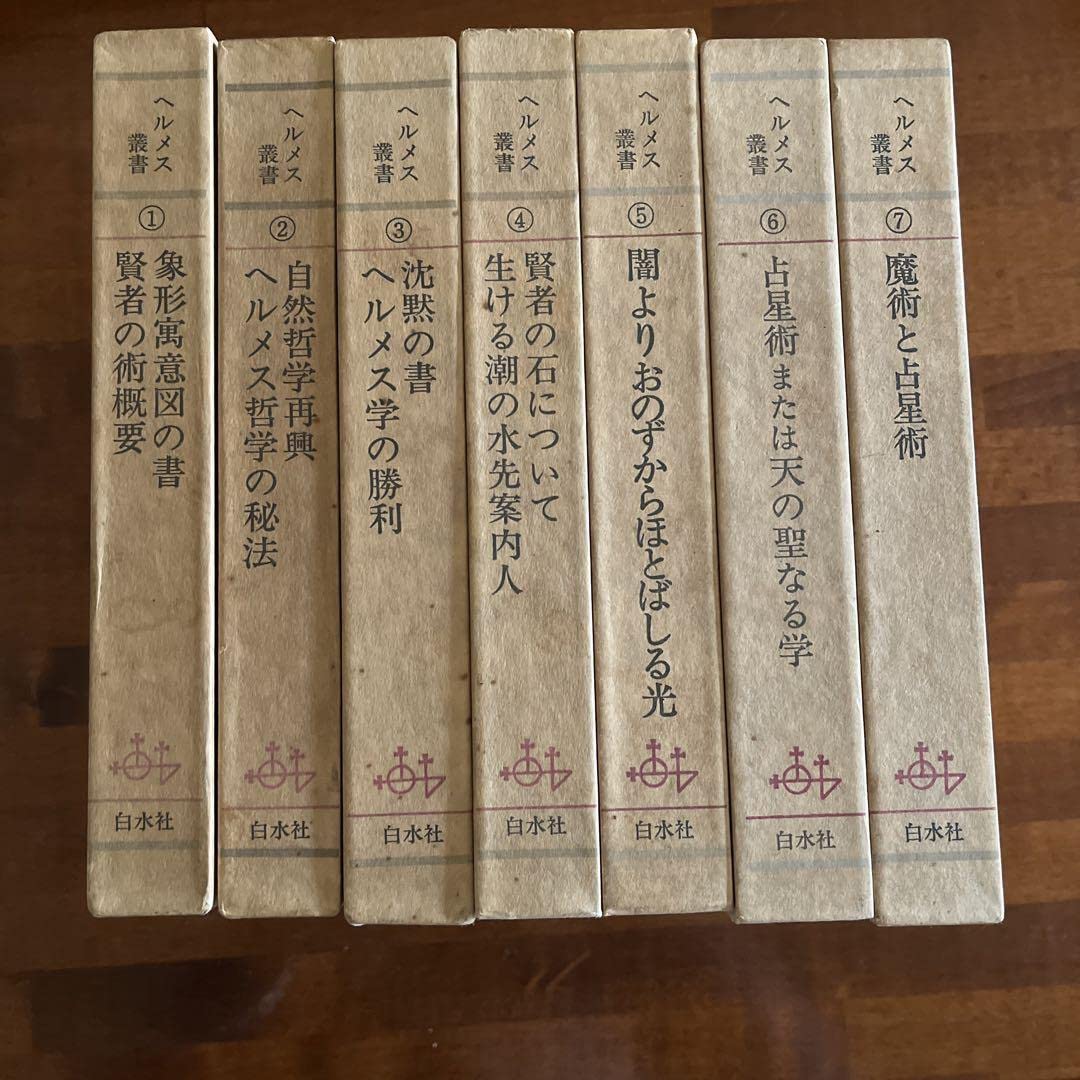 ヘルメス
叢書
①
象形寓意図の書
賢者の術概要
白水社
ヘルメス
叢書
②
自然哲学再興
ヘルメス哲学の秘法
白水社
ヘルメス
叢書
③
沈黙の書
ヘルメス学の勝利
白水社
ヘルメス
叢書
④
賢者の石について
生ける潮の水先案内人
白水社
ヘルメス
叢書
⑤
闇よりおのずからほとばしる光
白水社
ヘルメス
叢書
⑥
占星術または天の聖なる学
白水社
ヘルメス
叢書
⑦
魔術と占星術
白水社